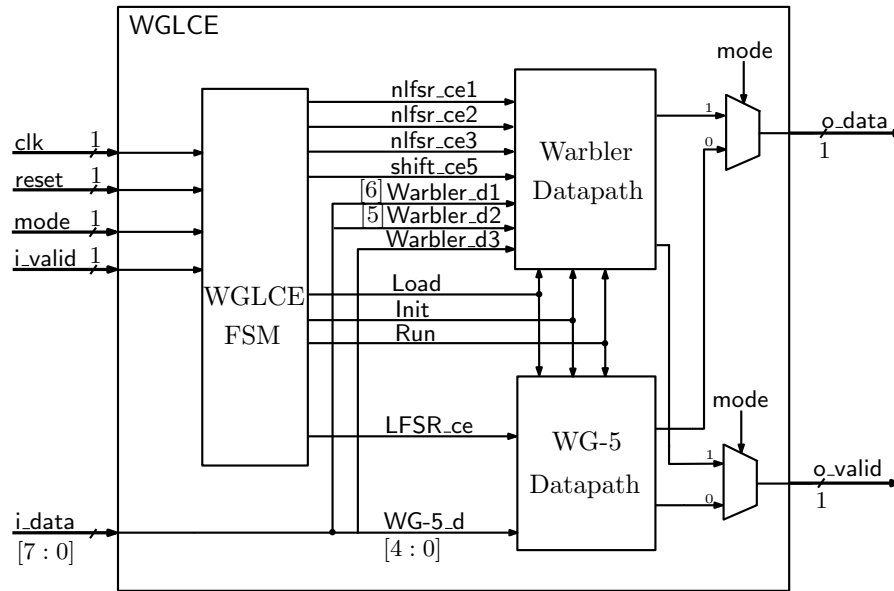 WGLCE
mode
nlfsr_ce1
nlfsr_ce2
nlfsr_ce3
shift_ce5
[6] Warbler_d1
[5] Warbler_d2
Warbler_d3
Warbler
Datapath
1
0
o_data
1
clk 1
reset 1
mode 1
i_valid 1
WGLCE
FSM
Load
Init
Run
LFSR_ce
WG-5
Datapath
mode
1
0
o_valid
1
i_data
[7 : 0]
WG-5_d
[4 : 0]